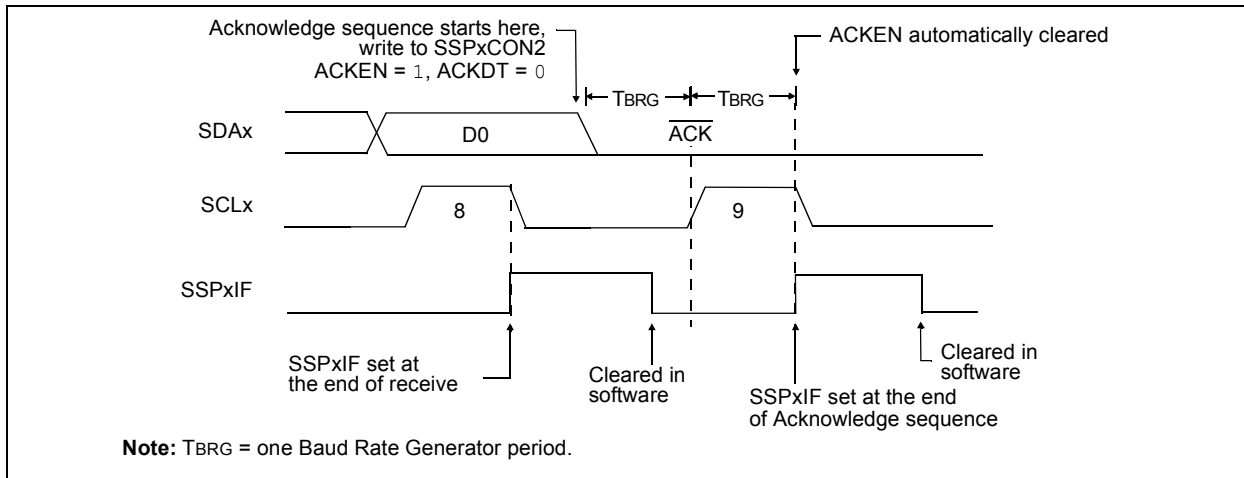 Acknowledge sequence starts here,
write to SSPxCON2
ACKEN = 1, ACKDT = 0
ACKEN automatically cleared
TBRG
TBRG
SDAx
D0
ACK
SCLx
8
9
SSPxIF
SSPxIF set at
the end of receive
Cleared in
software
SSPxIF set at the end
of Acknowledge sequence
Cleared in
software
Note: TBRG = one Baud Rate Generator period.